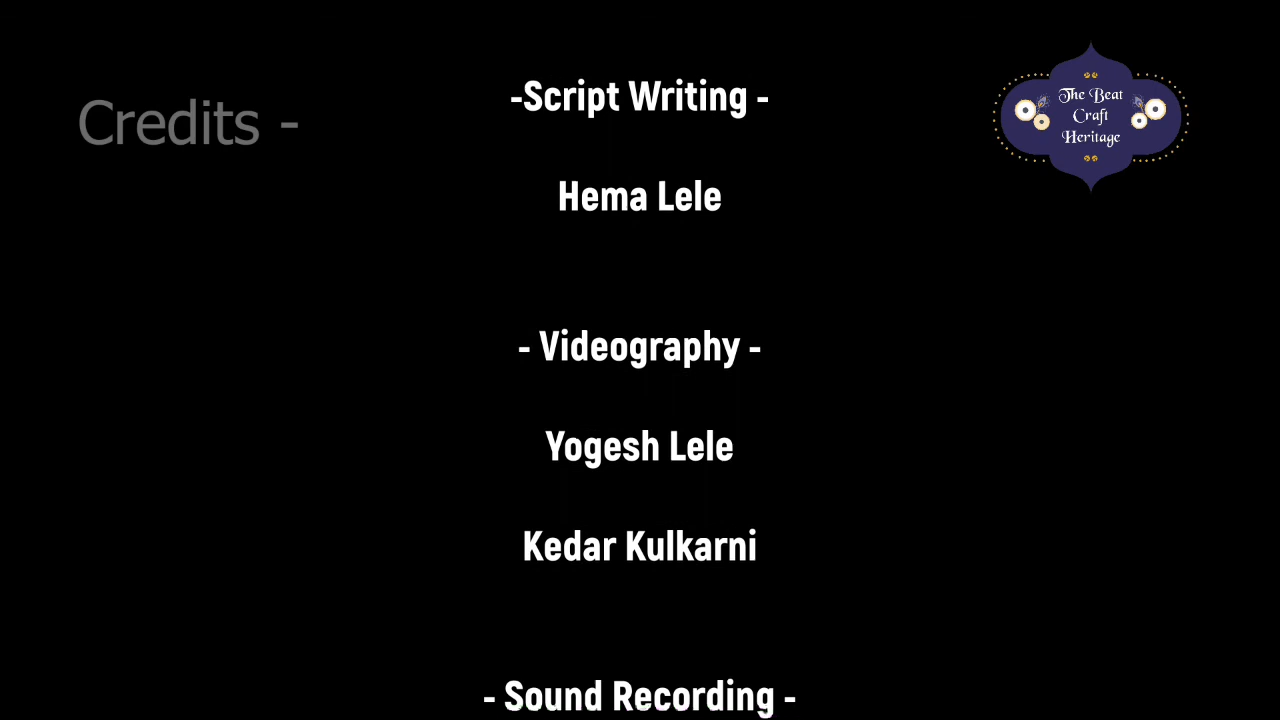 Credits -
-Script Writing -
Hema Lele
- Videography -
Yogesh Lele
Kedar Kulkarni
- Sound Recording -
The Beat
Craft
Heritage